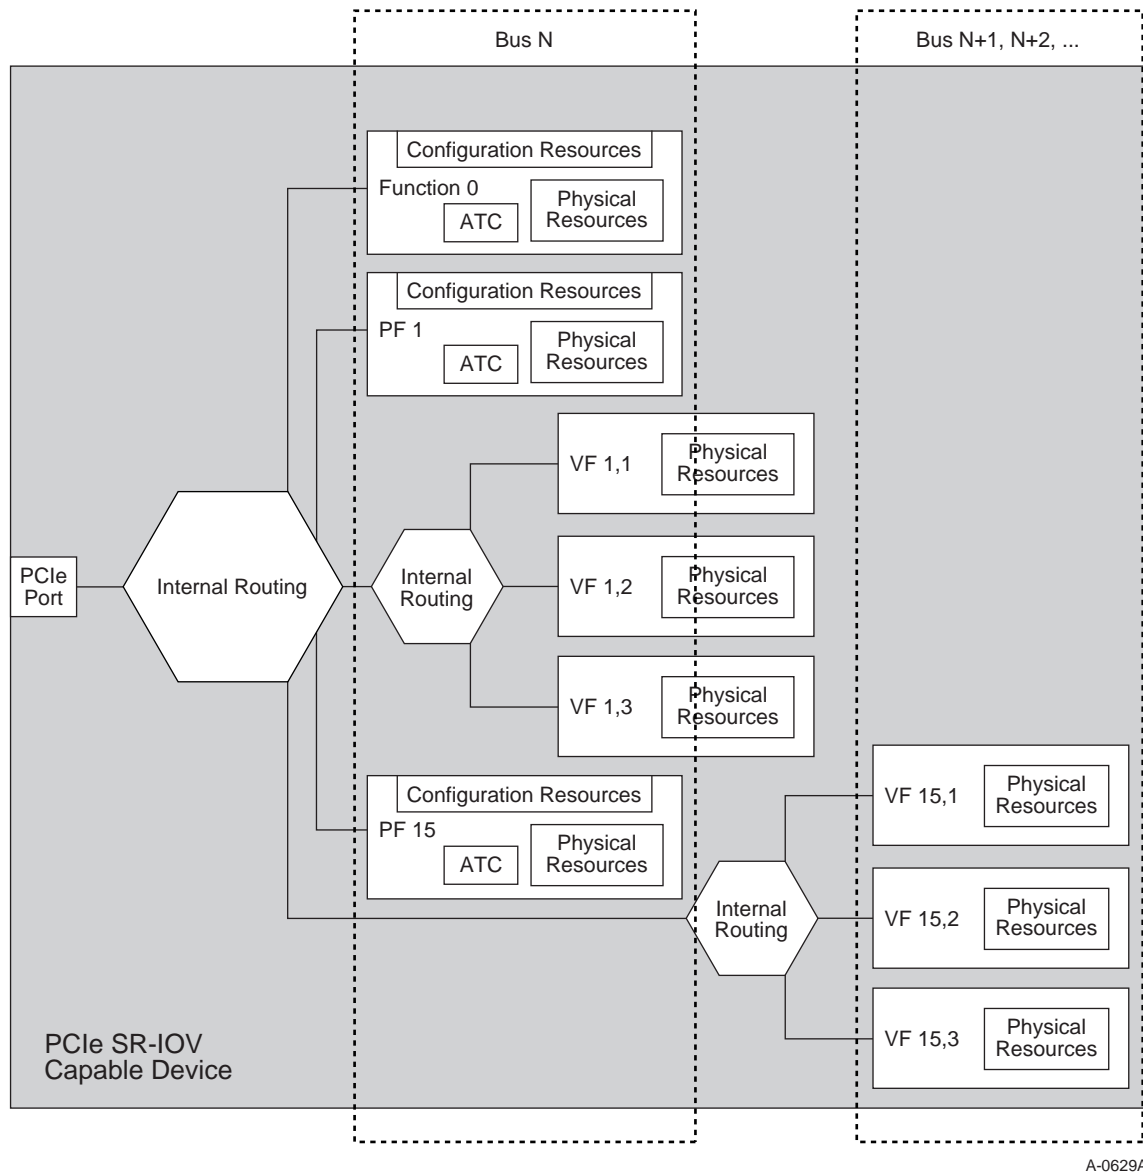 Bus N
Bus N+1, N+2, ...
Configuration Resources
Function 0
ATC
Physical
Resources
Configuration Resources
PF 1
ATC
Physical
Resources
VF 1,1
Physical
Resources
PCIe
Port
Internal Routing
Internal
Routing
VF 1,2
Physical
Resources
VF 1,3
Physical
Resources
Configuration Resources
PF 15
ATC
Physical
Resources
VF 15,1
Physical
Resources
Internal
Routing
VF 15,2
Physical
Resources
VF 15,3
Physical
Resources
PCIe SR-IOV
Capable Device
A-0629A